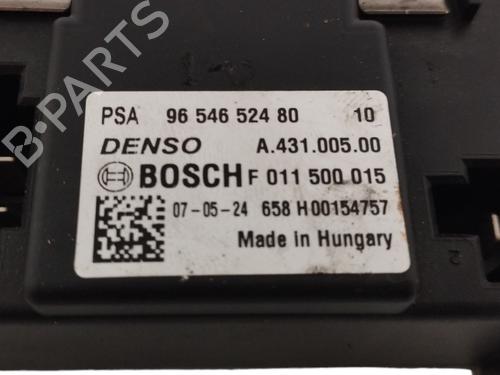 PSA 96 546 524 80 10
DENSO A.431.005.00
BOSCH F 011 500 015
07-05-24 658 H00154757
Made in Hungary
2